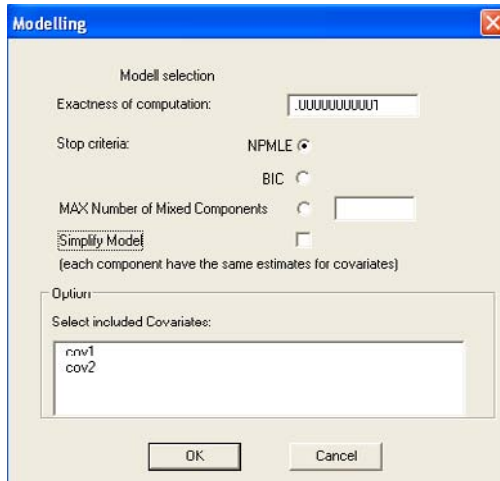 Modelling
Modell selection
Exactness of computation: .00000000001
Stop criteria: NPMLE
BIC
MAX Number of Mixed Components
Simplify Model
(each component have the same estimates for covariates)
Option
Select included Covariates:
cov1
cov2
OK Cancel